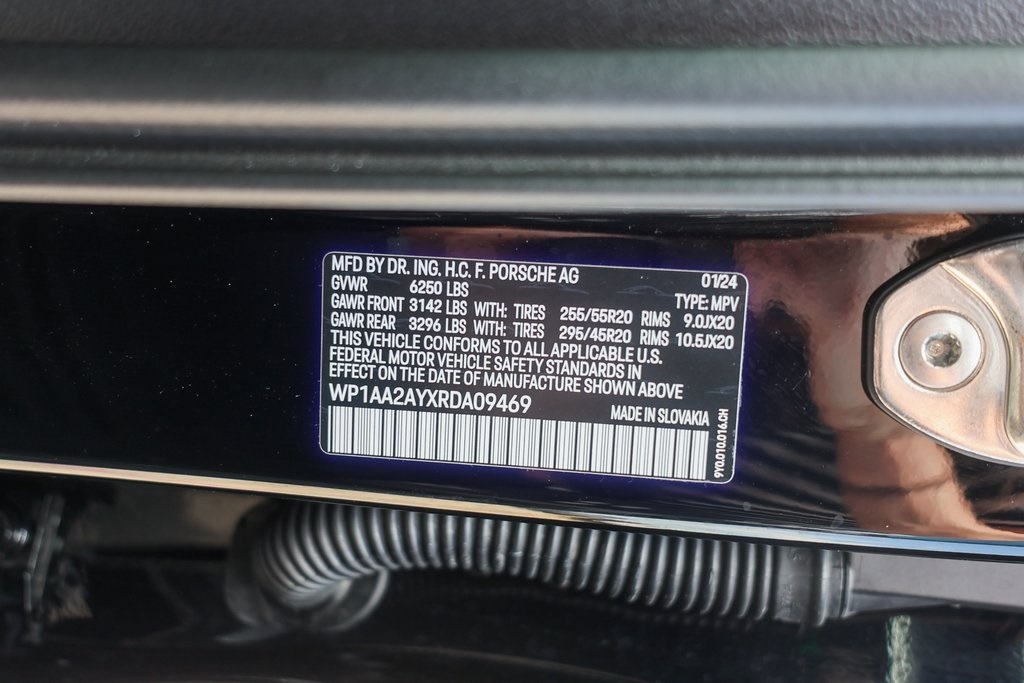 MFD BY DR. ING. H.C. F. PORSCHE AG 01/24
GVWR 6250 LBS TYPE: MPV
GAWR FRONT 3142 LBS WITH: TIRES 255/55R20 RIMS 9.0JX20
GAWR REAR 3296 LBS WITH: TIRES 295/45R20 RIMS 10.5JX20
THIS VEHICLE CONFORMS TO ALL APPLICABLE U.S.
FEDERAL MOTOR VEHICLE SAFETY STANDARDS IN
EFFECT ON THE DATE OF MANUFACTURE SHOWN ABOVE
WP1AA2AYXRDA09469 MADE IN SLOVAKIA
9Y0.010.016.CH